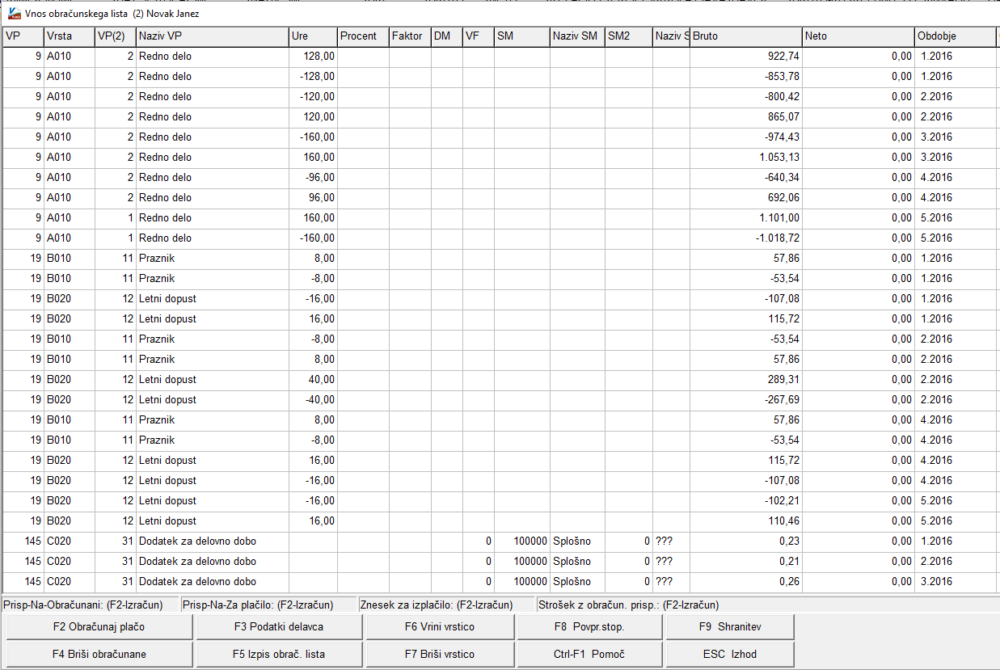 Vnos obračunskega lista (2) Novak Janez
VP Vrsta VP(2) Naziv VP Ure Procent Faktor DM VF SM Naziv SM SM2 Naziv S Bruto Neto Obdobje
9 A010 2 Redno delo 128,00 922,74 0,00 1.2016
9 A010 2 Redno delo -128,00 -853,78 0,00 1.2016
9 A010 2 Redno delo -120,00 -800,42 0,00 2.2016
9 A010 2 Redno delo 120,00 865,07 0,00 2.2016
9 A010 2 Redno delo -160,00 -974,43 0,00 3.2016
9 A010 2 Redno delo 160,00 1.053,13 0,00 3.2016
9 A010 2 Redno delo -96,00 -640,34 0,00 4.2016
9 A010 2 Redno delo 96,00 692,06 0,00 4.2016
9 A010 1 Redno delo 160,00 1.101,00 0,00 5.2016
9 A010 1 Redno delo -160,00 -1.018,72 0,00 5.2016
19 B010 11 Praznik 8,00 57,86 0,00 1.2016
19 B010 11 Praznik -8,00 -53,54 0,00 1.2016
19 B020 12 Letni dopust -16,00 -107,08 0,00 1.2016
19 B020 12 Letni dopust 16,00 115,72 0,00 1.2016
19 B010 11 Praznik -8,00 -53,54 0,00 2.2016
19 B010 11 Praznik 8,00 57,86 0,00 2.2016
19 B020 12 Letni dopust 40,00 289,31 0,00 2.2016
19 B020 12 Letni dopust -40,00 -267,69 0,00 2.2016
19 B010 11 Praznik 8,00 57,86 0,00 4.2016
19 B010 11 Praznik -8,00 -53,54 0,00 4.2016
19 B020 12 Letni dopust 16,00 115,72 0,00 4.2016
19 B020 12 Letni dopust -16,00 -107,08 0,00 4.2016
19 B020 12 Letni dopust -16,00 -102,21 0,00 5.2016
19 B020 12 Letni dopust 16,00 110,46 0,00 5.2016
145 C020 31 Dodatek za delovno dobo 0 100000 Splošno 0 ??? 0,23 0,00 1.2016
145 C020 31 Dodatek za delovno dobo 0 100000 Splošno 0 ??? 0,21 0,00 2.2016
145 C020 31 Dodatek za delovno dobo 0 100000 Splošno 0 ??? 0,26 0,00 3.2016
Prisp-Na-Obračunani: (F2-Izračun) Prisp-Na-Za plačilo: (F2-Izračun) Znesek za izplačilo: (F2-Izračun) Strošek z obračun. prisp.: (F2-Izračun)
F2 Obračunaj plačo F3 Podatki delavca F6 Vrini vrstico F8 Povpr.stop. F9 Shranitev
F4 Briši obračunane F5 Izpis obrač. lista F7 Briši vrstico Ctrl-F1 Pomoč ESC Izhod